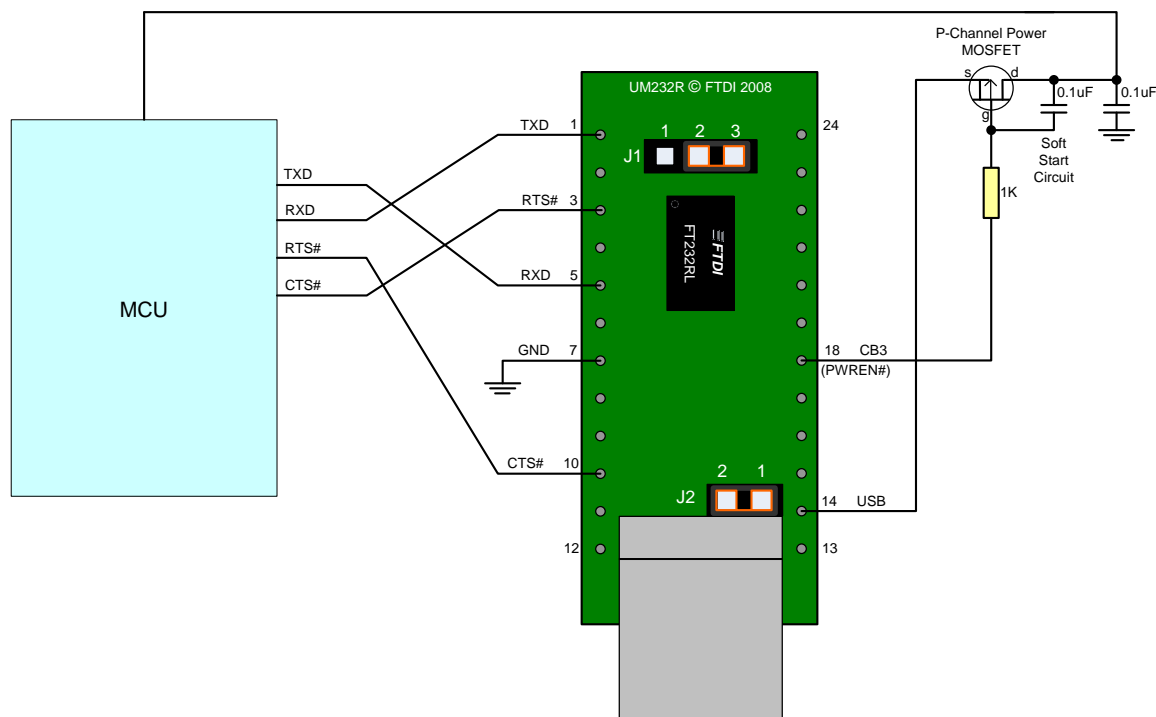 P-Channel Power
MOSFET
s
d
g
0.1uF
0.1uF
Soft
Start
Circuit
1K
UM232R © FTDI 2008
TXD 1
24
J1
1 2 3
RTS# 3
FTDI
FT232RL
RXD 5
GND 7
18 CB3
(PWREN#)
CTS# 10
J2
2 1
14 USB
12
13
MCU
TXD
RXD
RTS#
CTS#